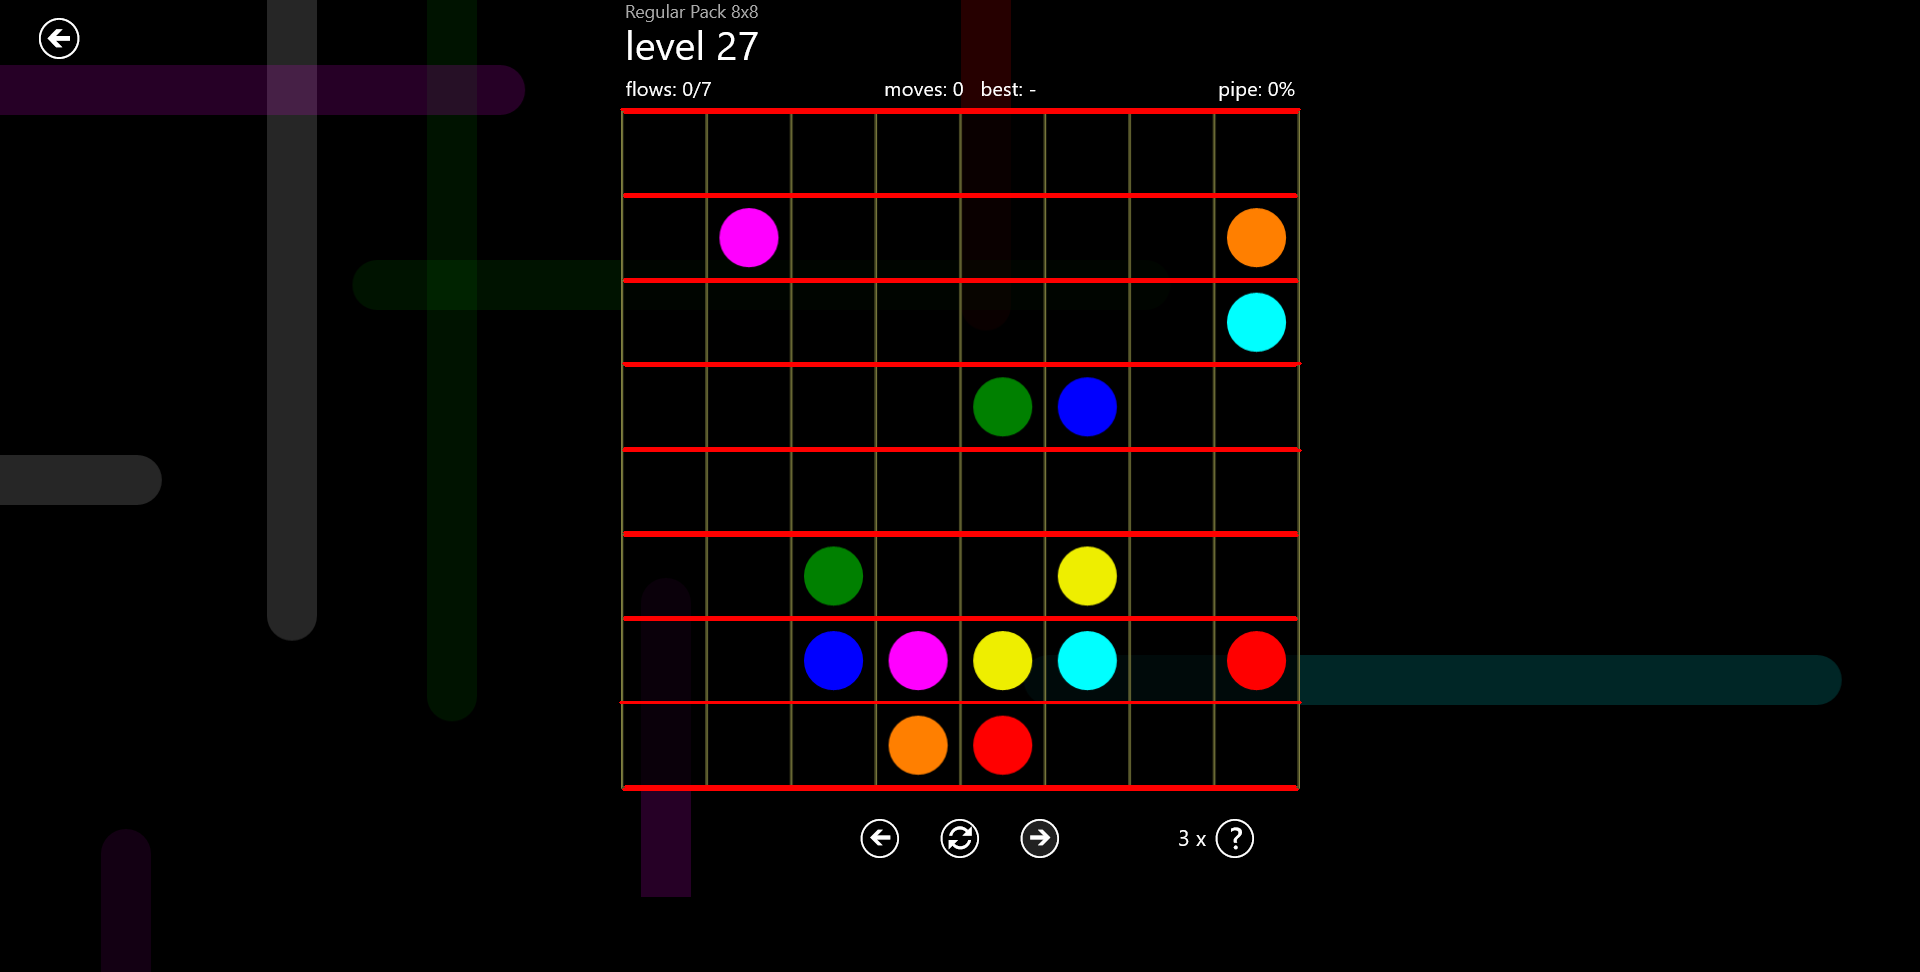 Regular Pack 8x8
level 27
flows: 0/7 moves: 0 best: - pipe: 0%
3 x ?